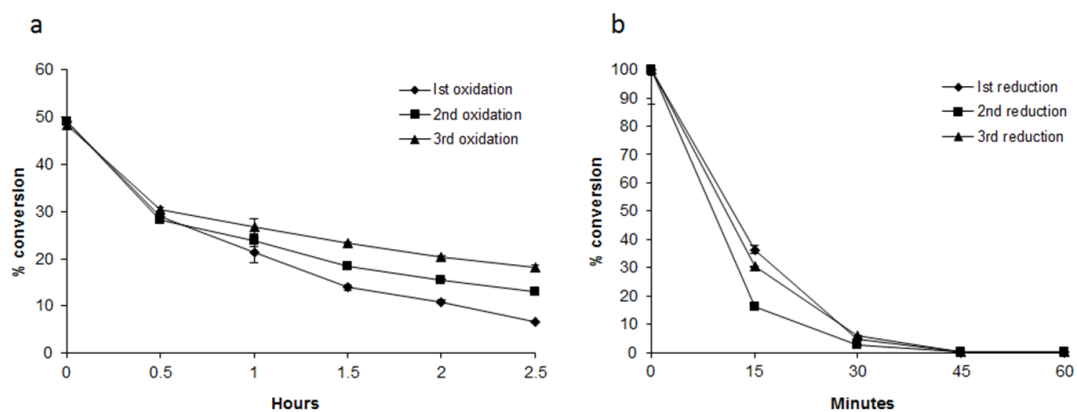 a
60
50
40
30
20
10
0
% conversion
Ist oxidation
2nd oxidation
3rd oxidation
0 0.5 1 1.5 2 2.5
Hours
b
100
90
80
70
60
50
40
30
20
10
0
% conversion
Ist reduction
2nd reduction
3rd reduction
0 15 30 45 60
Minutes